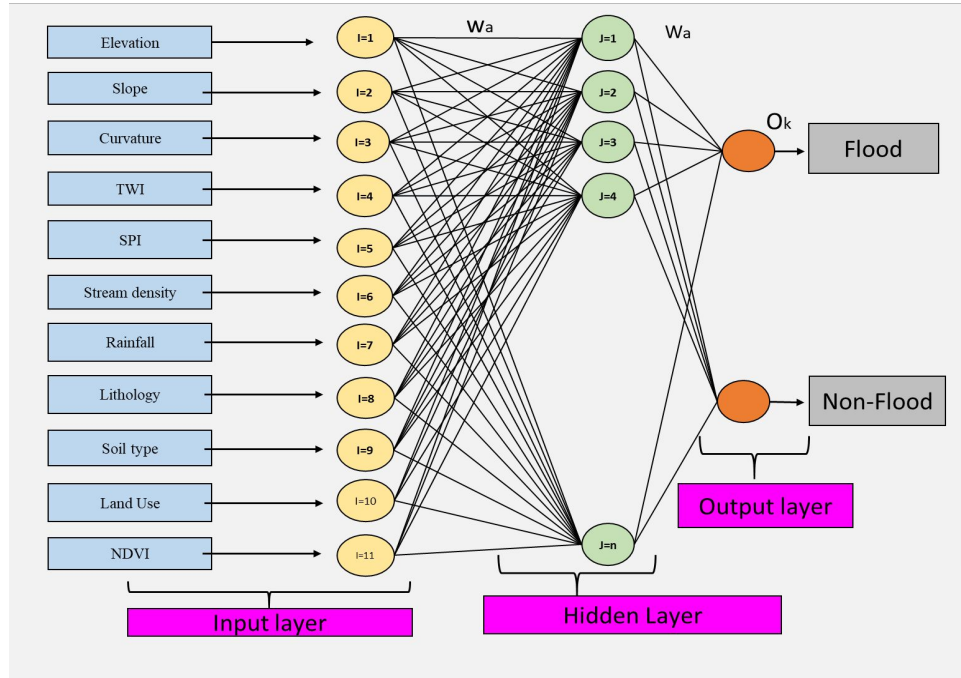 Elevation
I=1
Wa
J=1
Wa
Slope
I=2
J=2
Curvature
I=3
J=3
Ok
Flood
TWI
I=4
J=4
SPI
I=5
Stream density
I=6
Rainfall
I=7
Lithology
I=8
Non-Flood
Soil type
I=9
Land Use
I=10
Output layer
NDVI
I=11
J=n
Input layer
Hidden Layer